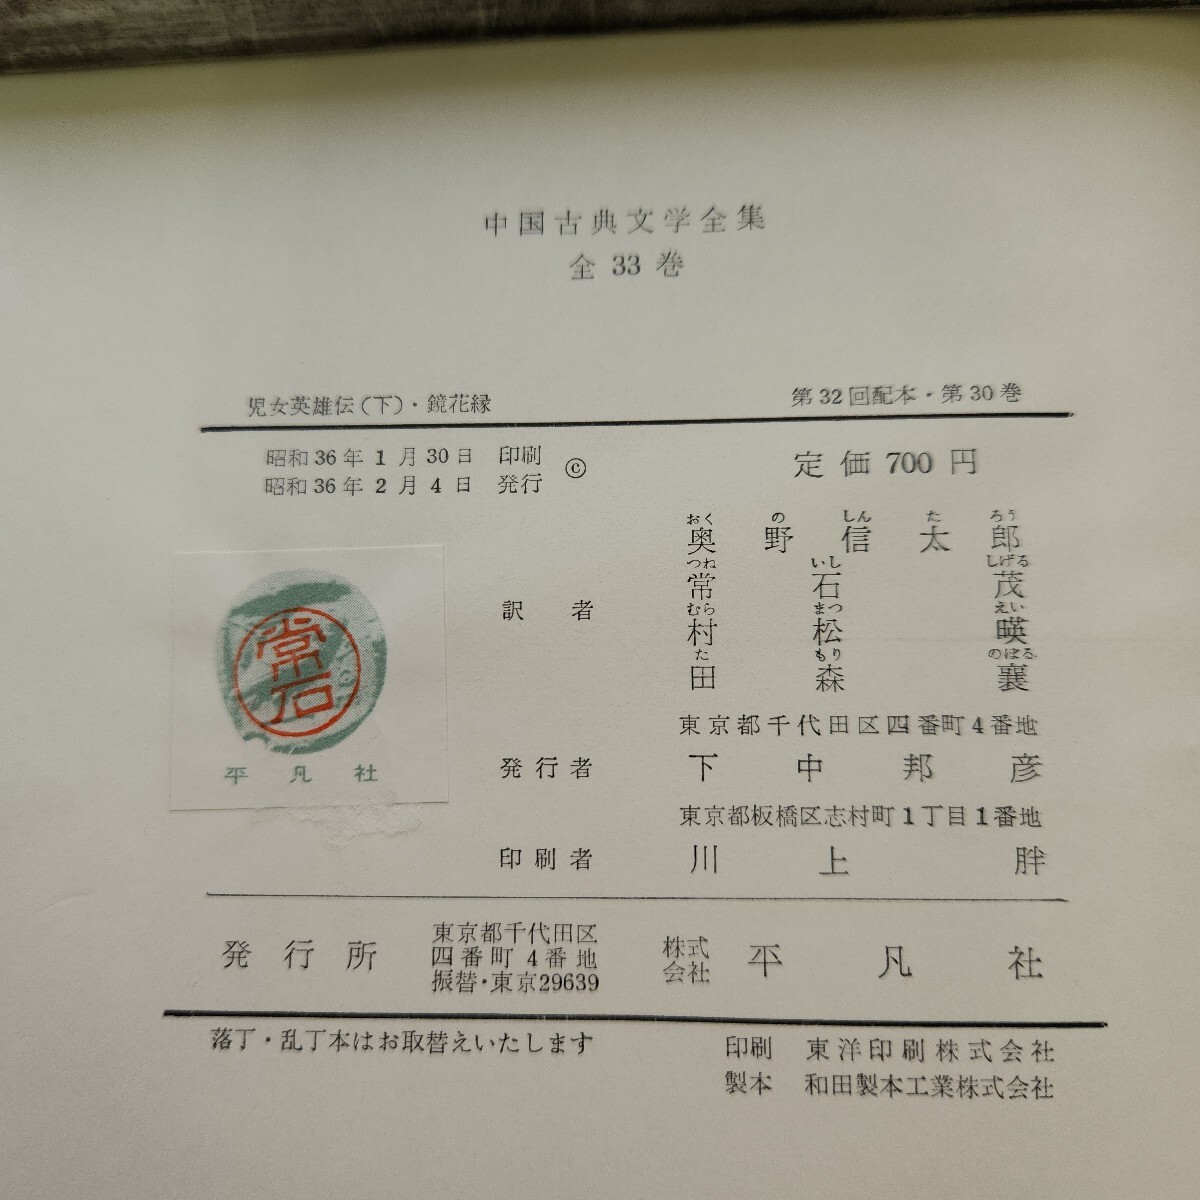 中国古典文学全集
全33巻
児女英雄伝(下)・鏡花縁
第32回配本・第30巻
昭和36年1月30日 印刷
昭和36年2月4日 発行
©
定価700円
訳者
おく の しん た ろう
奥野信太郎
つね いし しげる
常石茂
むら まつ えい
村松暎
た もり のぼる
田森襄
常石
平凡社
東京都千代田区四番町4番地
発行者 下中邦彦
東京都板橋区志村町1丁目1番地
印刷者 川上胖
発行所
東京都千代田区
四番町4番地
振替・東京29639
株式会社 平凡社
落丁・乱丁本はお取替えいたします
印刷 東洋印刷株式会社
製本 和田製本工業株式会社